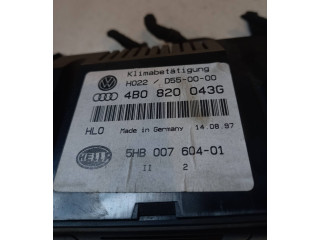 Klimabetätigung
H022 / D55-00-00
4B0 820 043G
HL0 Made in Germany 14.08.97
HELLA 5HB 007 604-01
II 2